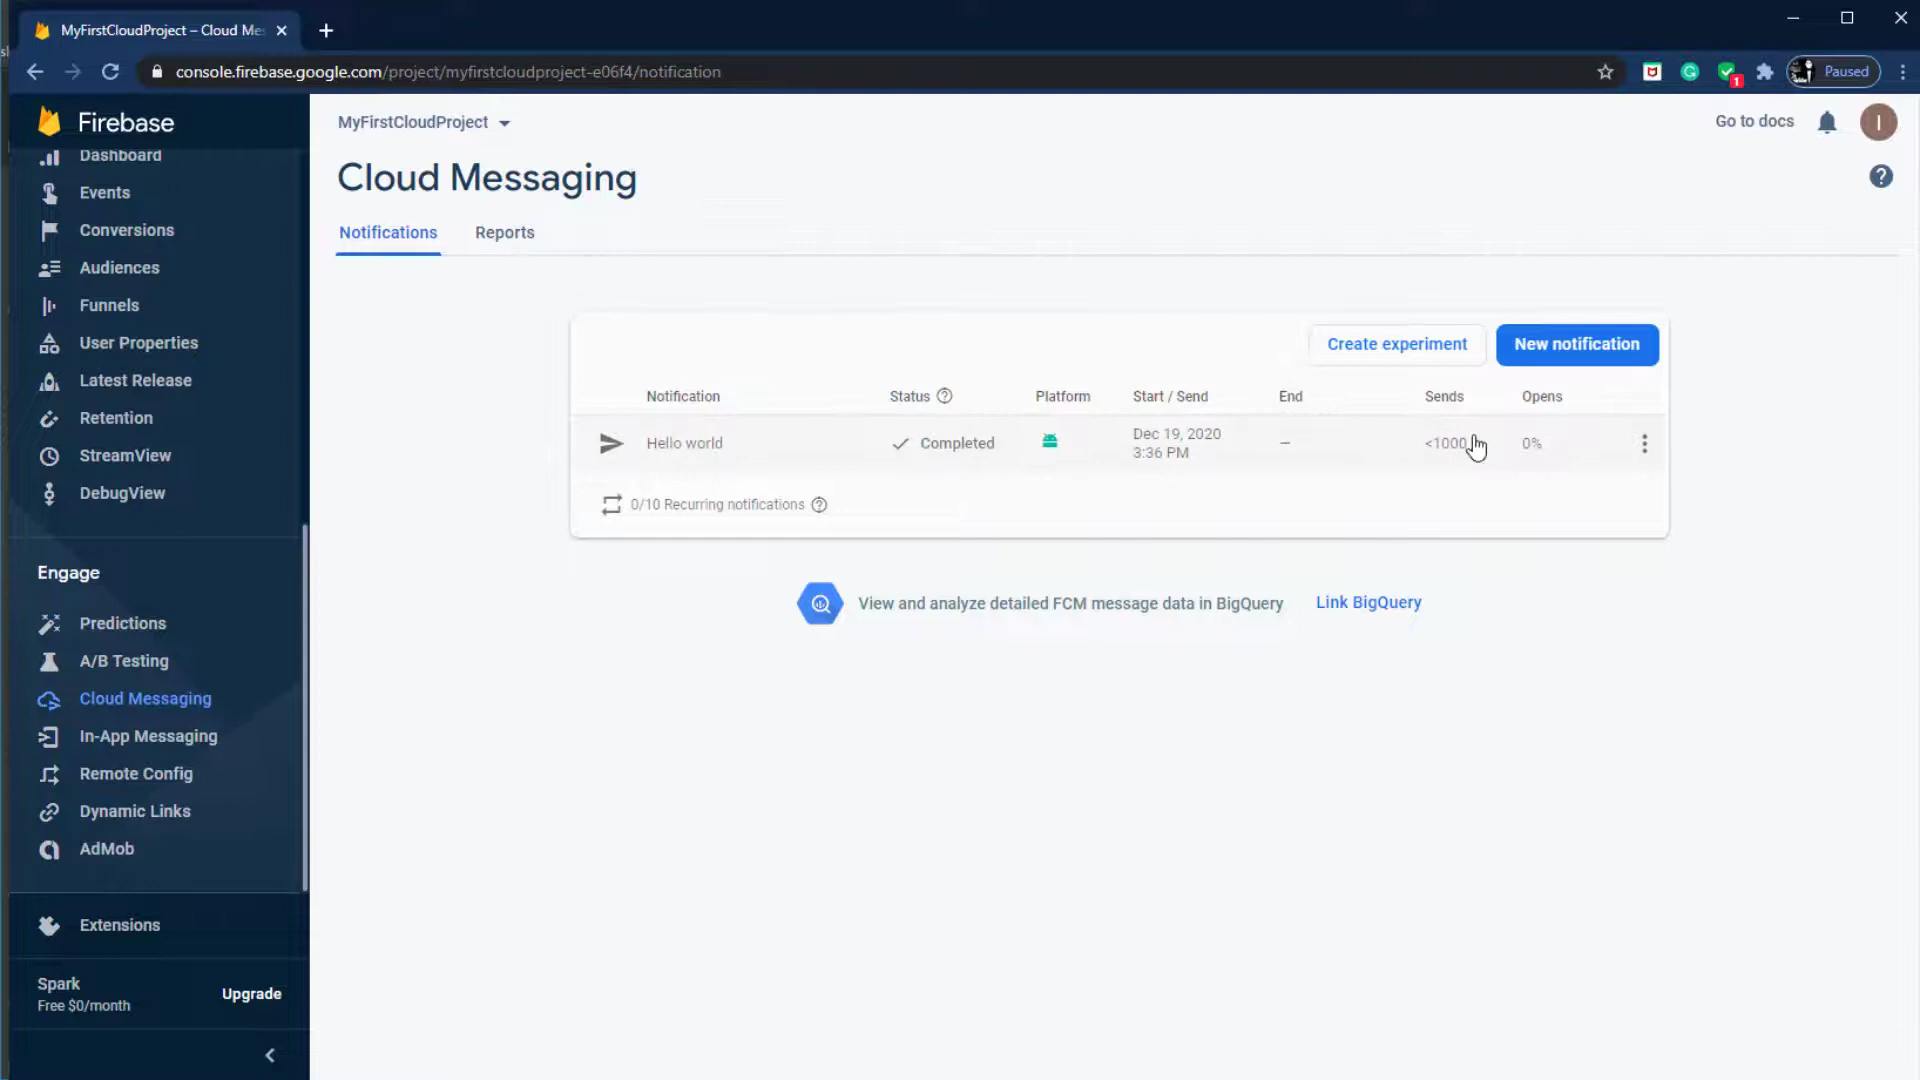 MyFirstCloudProject – Cloud Me
console.firebase.google.com/project/myfirstcloudproject-e06f4/notification
1
Paused
Firebase
Dashboard
Events
Conversions
Audiences
Funnels
User Properties
Latest Release
Retention
StreamView
DebugView
Engage
Predictions
A/B Testing
Cloud Messaging
In-App Messaging
Remote Config
Dynamic Links
AdMob
Extensions
Spark
Free $0/month
Upgrade
MyFirstCloudProject
Go to docs
I
Cloud Messaging
?
Notifications Reports
Create experiment New notification
Notification Status ? Platform Start / Send End Sends Opens
Hello world Completed Dec 19, 2020 – <1000 0%
3:36 PM
0/10 Recurring notifications ?
View and analyze detailed FCM message data in BigQuery Link BigQuery